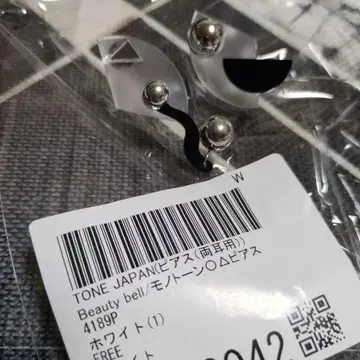 W
TONE JAPAN(ピアス(両耳用))
Beauty bell/モノトーン○△ピアス
4189P
ホワイト(1)
FREE